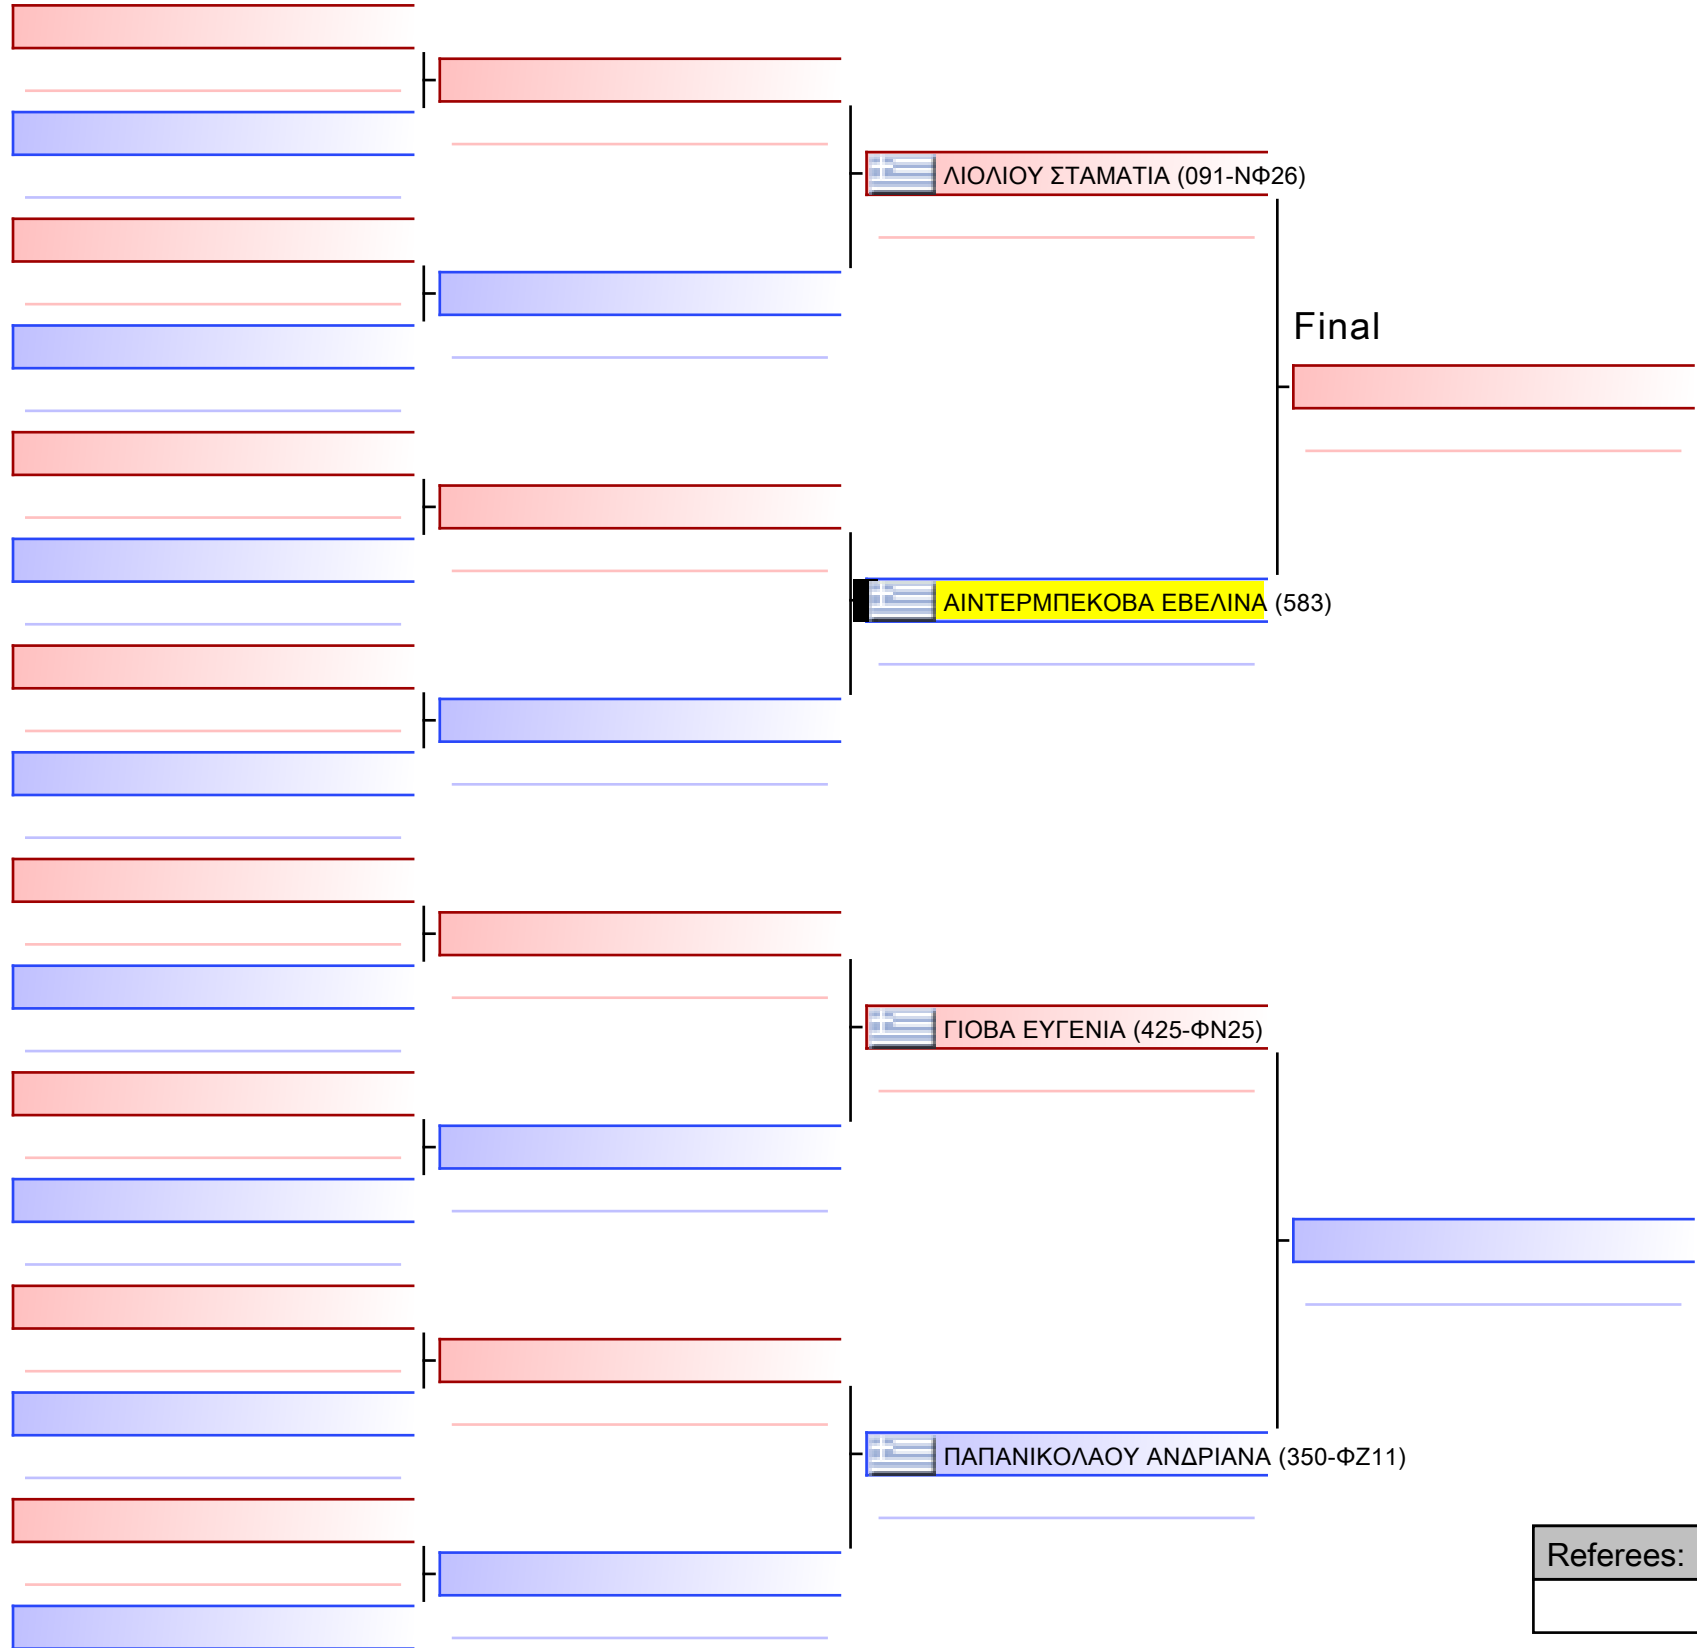 ΛΙΟΛΙΟΥ ΣΤΑΜΑΤΙΑ (091-ΝΦ26)
Final
ΑΙΝΤΕΡΜΠΕΚΟΒΑ ΕΒΕΛΙΝΑ (583)
ΓΙΟΒΑ ΕΥΓΕΝΙΑ (425-ΦΝ25)
ΠΑΠΑΝΙΚΟΛΑΟΥ ΑΝΔΡΙΑΝΑ (350-ΦΖ11)
Referees: